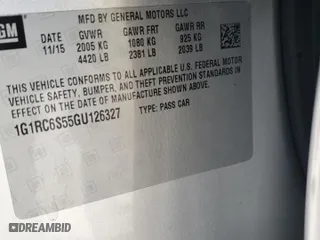 GM
MFD BY GENERAL MOTORS LLC
11/15 GVWR GAWR FRT GAWR RR
2005 KG 1080 KG 925 KG
4420 LB 2381 LB 2039 LB
THIS VEHICLE CONFORMS TO ALL APPLICABLE U.S. FEDERAL MOTOR
VEHICLE SAFETY, BUMPER, AND THEFT PREVENTION STANDARDS IN
EFFECT ON THE DATE OF MANUFACTURE SHOWN ABOVE.
1G1RC6S55GU126327 TYPE: PASS CAR
DREAMBID
dreambid.com